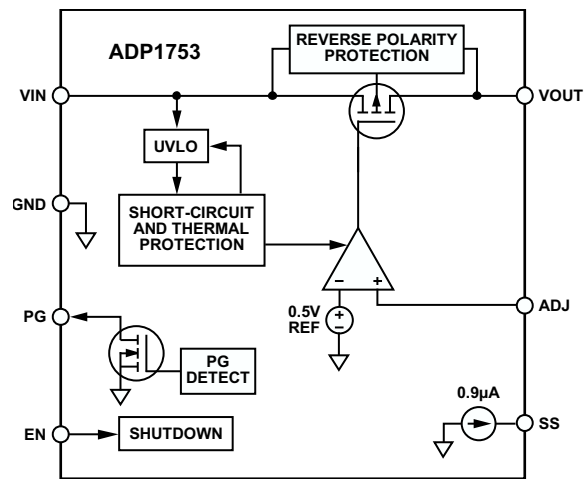 REVERSE POLARITY
PROTECTION
ADP1753
VIN
VOUT
UVLO
GND
SHORT-CIRCUIT
AND THERMAL
PROTECTION
– +
0.5V
REF
+
–
ADJ
PG
PG
DETECT
0.9µA
SS
EN
SHUTDOWN